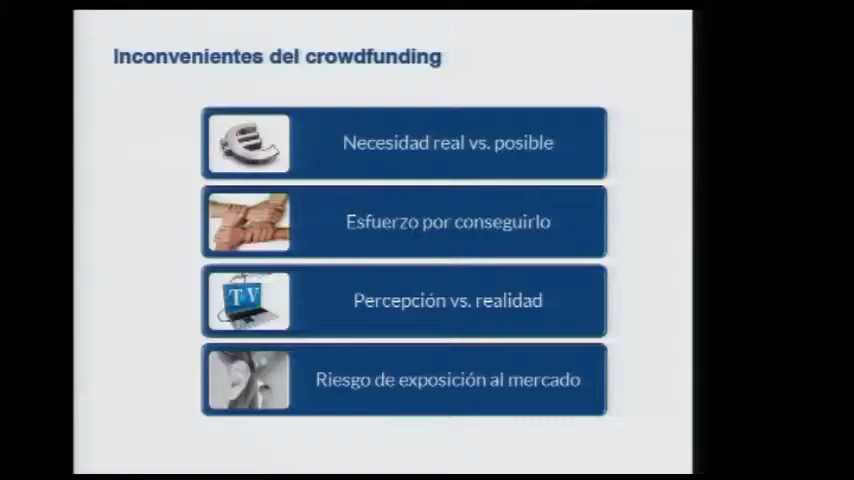 Inconvenientes del crowdfunding
Necesidad real vs. posible
Esfuerzo por conseguirlo
TV
Percepción vs. realidad
Riesgo de exposición al mercado